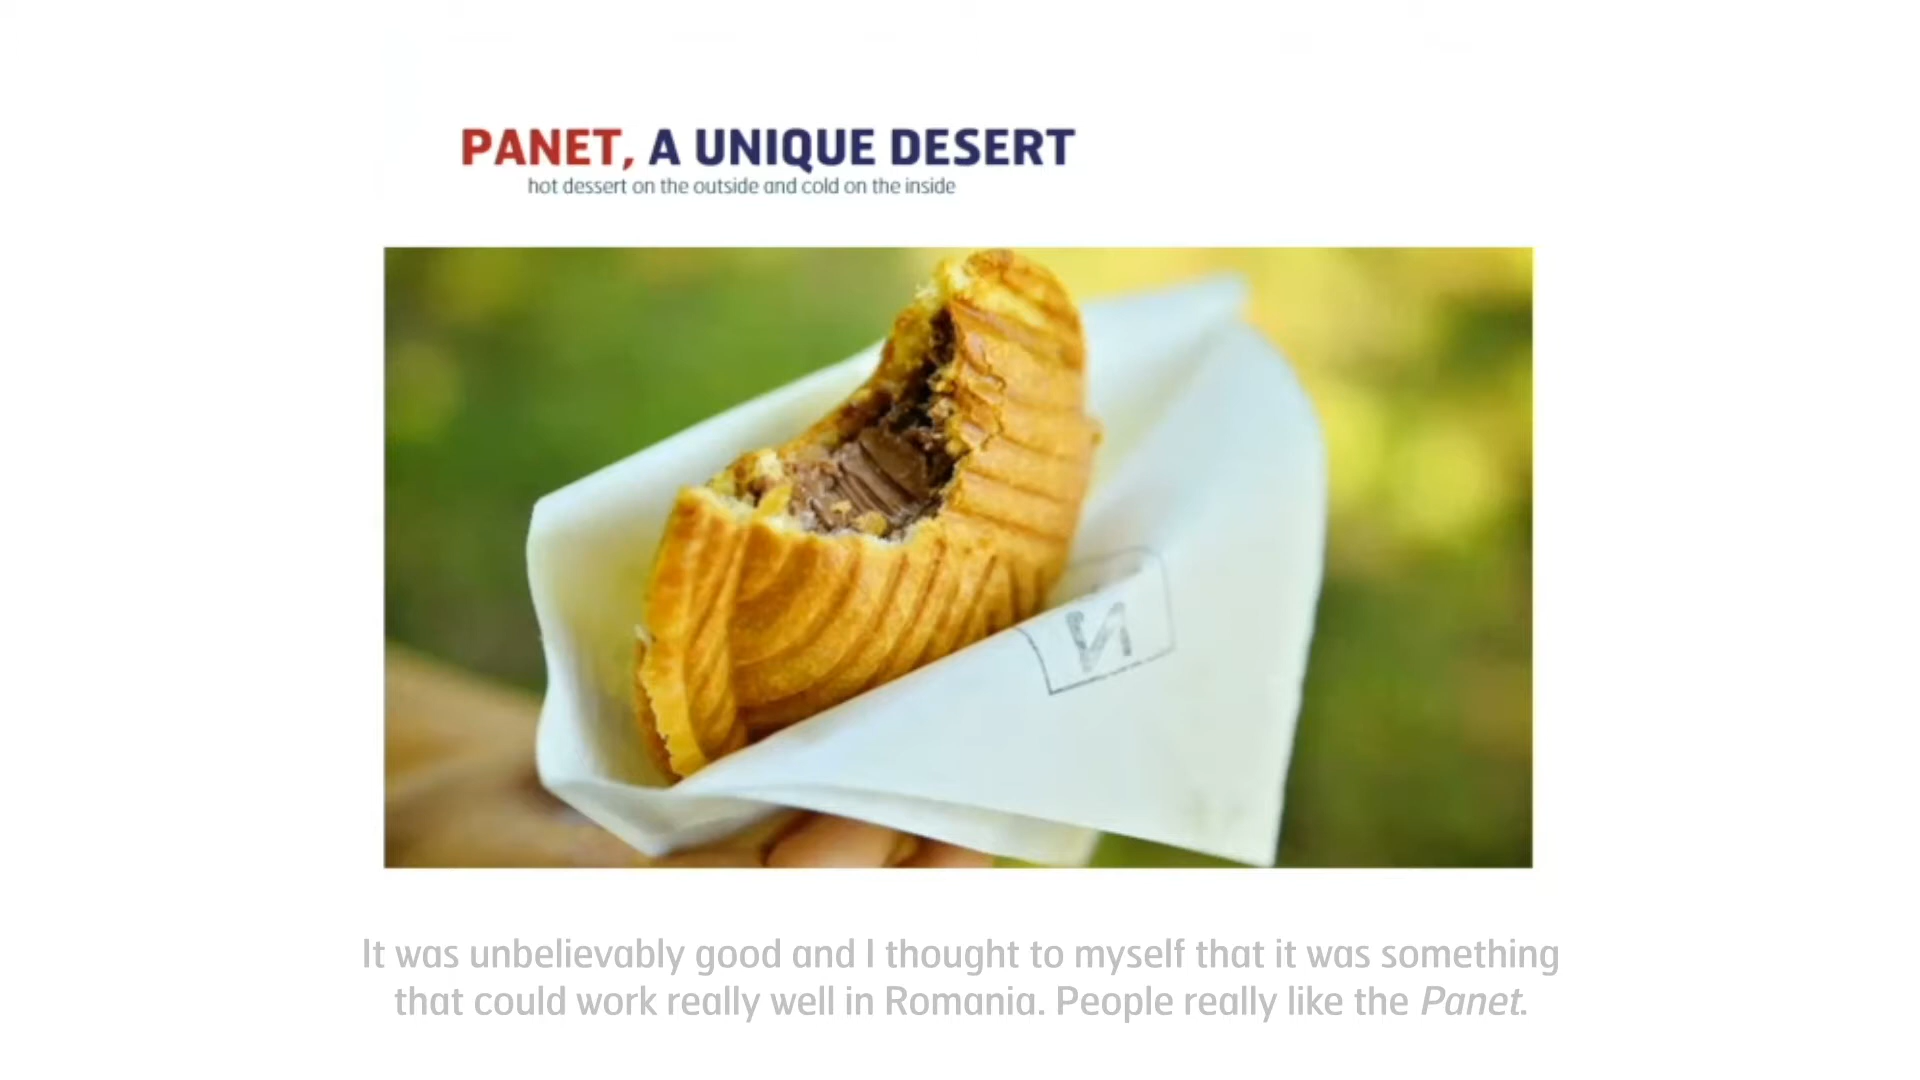 PANET, A UNIQUE DESERT
hot dessert on the outside and cold on the inside
It was unbelievably good and I thought to myself that it was something
that could work really well in Romania. People really like the Panet.